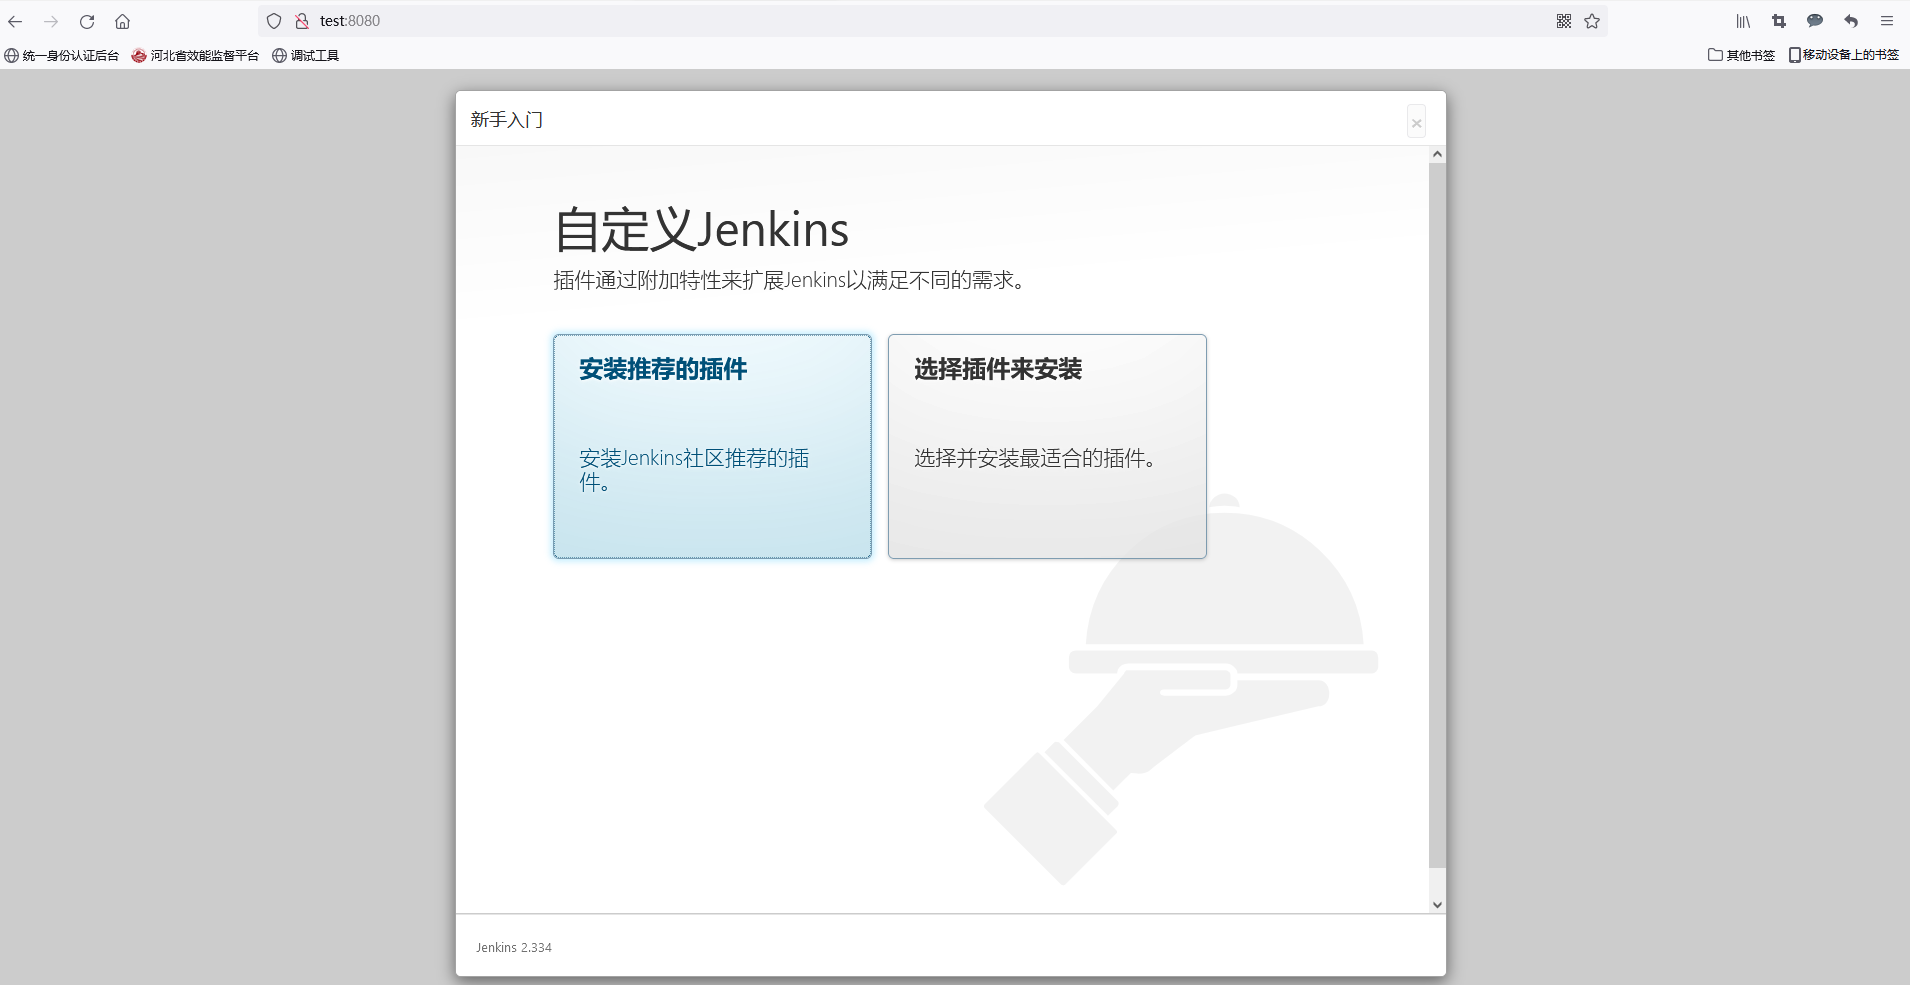 test:8080
统一身份认证后台
河北省效能监督平台
调试工具
其他书签
移动设备上的书签
新手入门
×
自定义Jenkins
插件通过附加特性来扩展Jenkins以满足不同的需求。
安装推荐的插件
安装Jenkins社区推荐的插
件。
选择插件来安装
选择并安装最适合的插件。
Jenkins 2.334